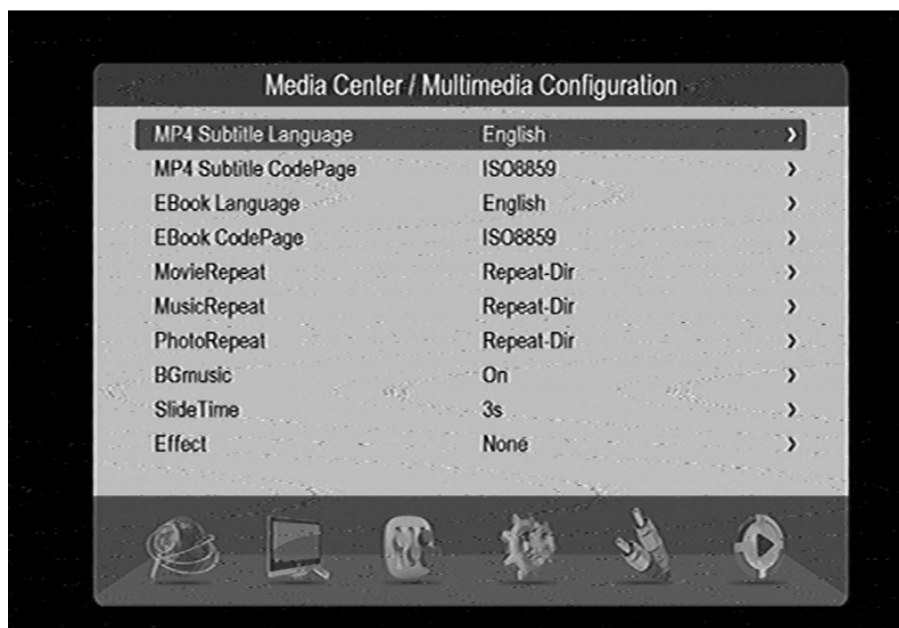 Media Center / Multimedia Configuration
MP4 Subtitle Language English
MP4 Subtitle CodePage ISO8859
EBook Language English
EBook CodePage ISO8859
MovieRepeat Repeat-Dir
MusicRepeat Repeat-Dir
PhotoRepeat Repeat-Dir
BGmusic On
SlideTime 3s
Effect None